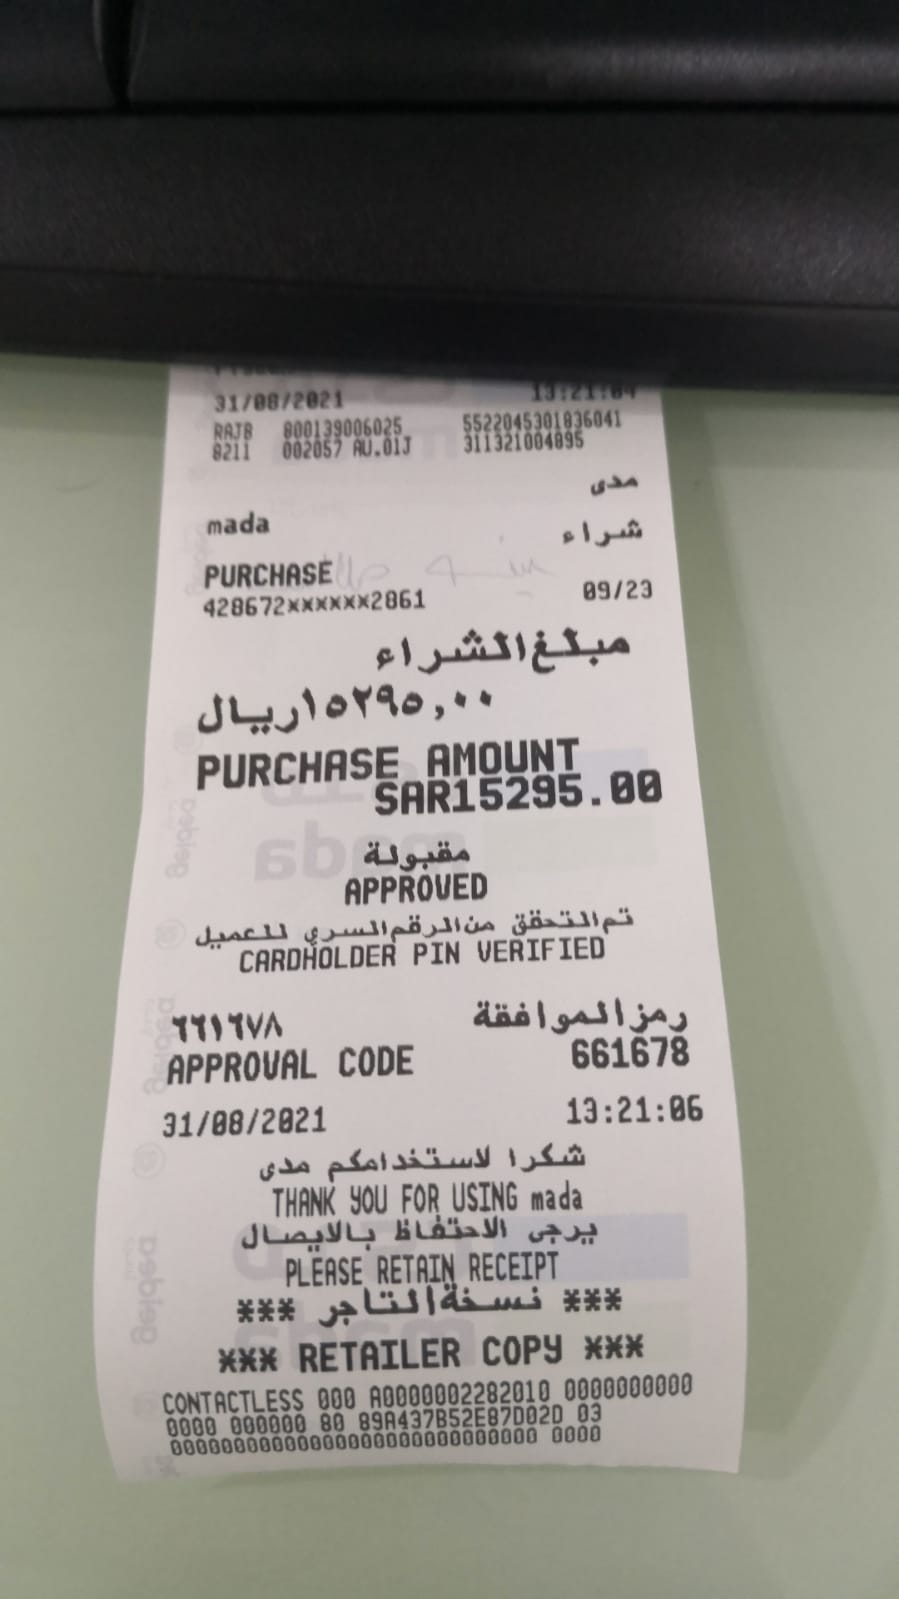 31/08/2021 13:21:04
RAJB 800139006025 5522045301836041
8211 002057 AU.01J 311321004895
مدى
mada
شراء
PURCHASE
428672xxxxxx2861 09/23
مبلغ الشراء
١٥٢٩٥,٠٠ ريال
PURCHASE AMOUNT
SAR15295.00
مقبولة
APPROVED
تم التحقق من الرقم السري للعميل
CARDHOLDER PIN VERIFIED
رمز الموافقة ٦٦١٦٧٨
APPROVAL CODE 661678
31/08/2021 13:21:06
شكرا لاستخدامكم مدى
THANK YOU FOR USING mada
يرجى الاحتفاظ بالايصال
PLEASE RETAIN RECEIPT
*** نسخة التاجر ***
*** RETAILER COPY ***
CONTACTLESS 000 A0000002282010 0000000000
0000 000000 80 89A437B52E87D02D 03
0000000000000000000000000000 0000